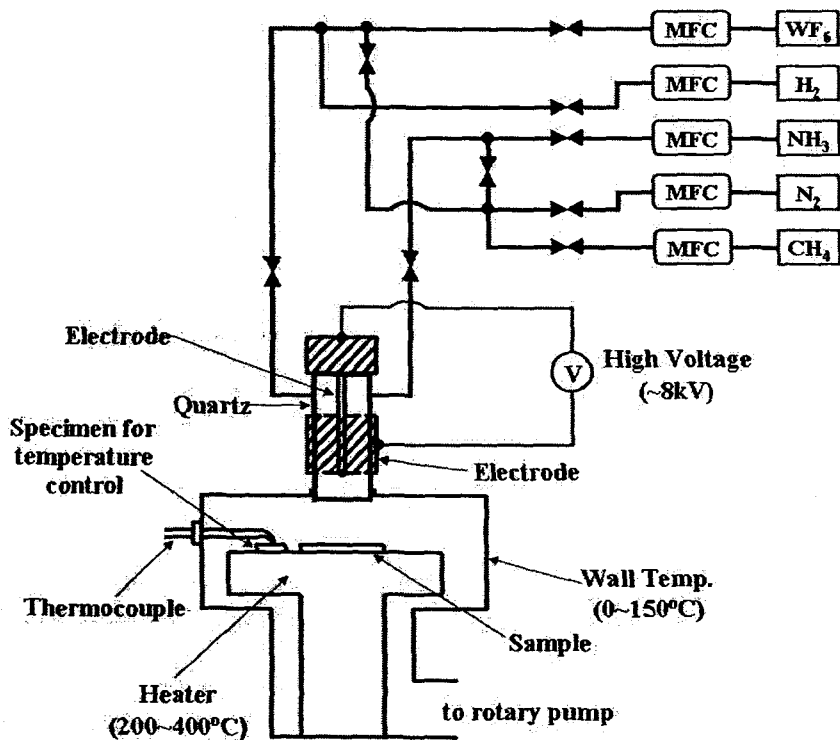 MFC WF₆
MFC H₂
MFC NH₃
MFC N₂
MFC CH₄
Electrode
High Voltage
(~8kV)
V
Quartz
Specimen for
temperature
control
Electrode
Thermocouple
Wall Temp.
(0~150°C)
Sample
Heater
(200~400°C)
to rotary pump